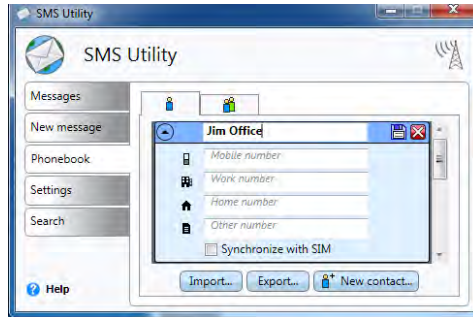 SMS Utility
SMS Utility
Messages
New message
Phonebook
Settings
Search
Help
Jim Office
Mobile number
Work number
Home number
Other number
Synchronize with SIM
Import...
Export...
New contact...